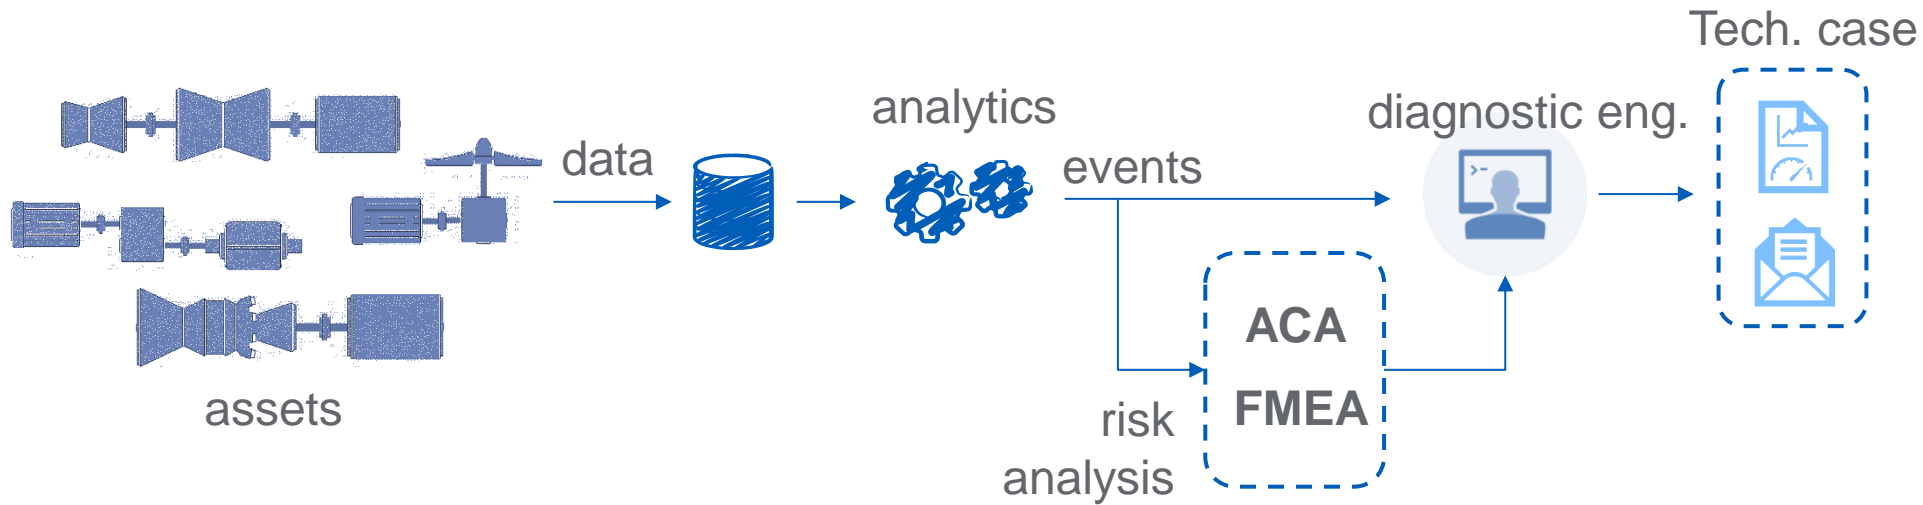 Tech. case
analytics
diagnostic eng.
data
events
ACA
FMEA
assets
risk
analysis